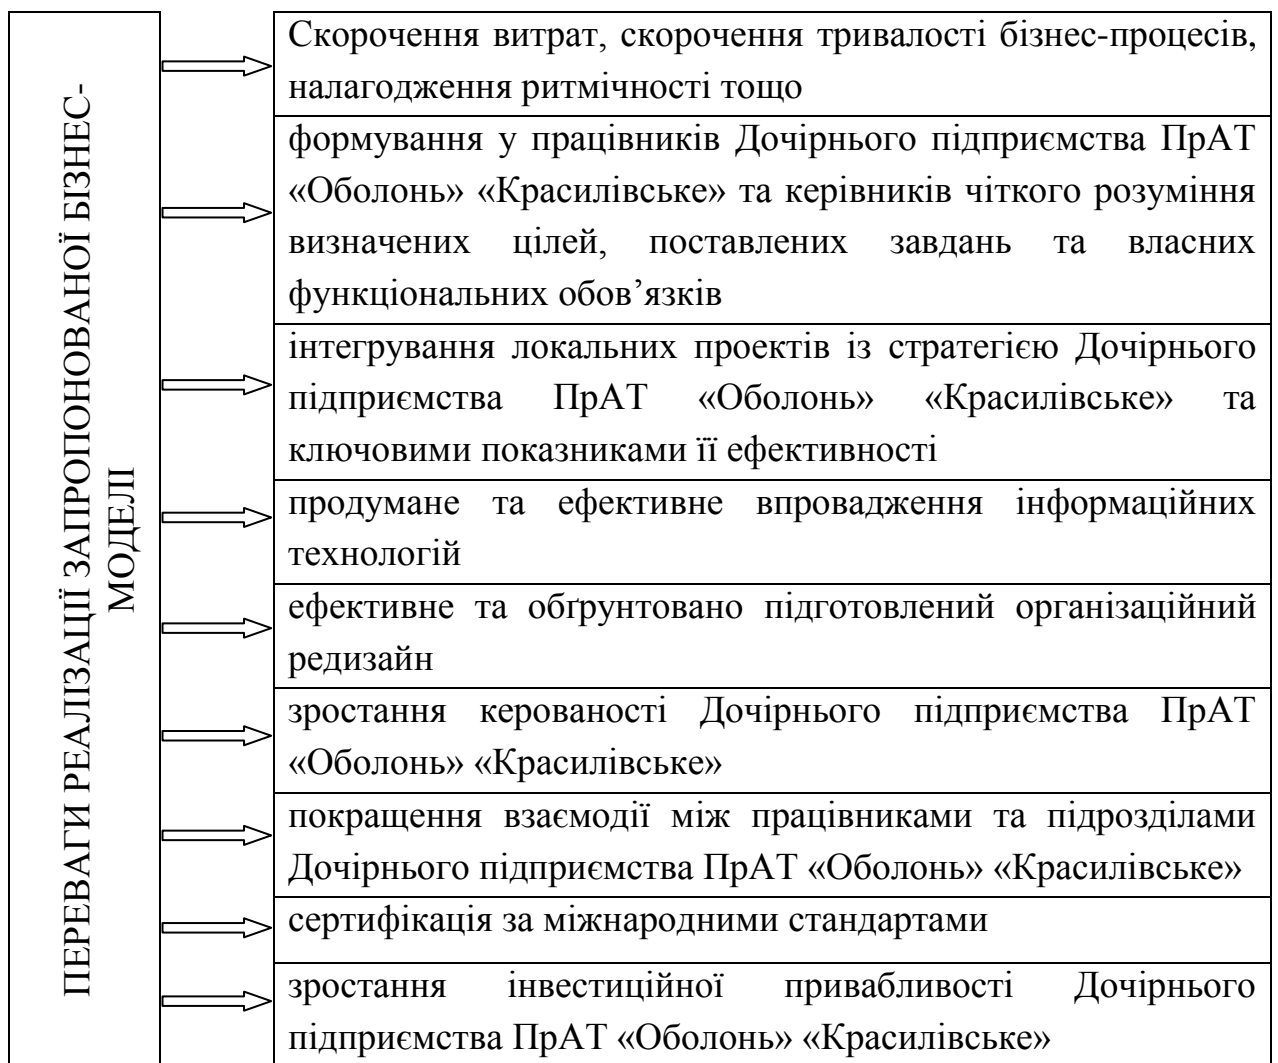 ПЕРЕВАГИ РЕАЛІЗАЦІЇ ЗАПРОПОНОВАНОЇ БІЗНЕС-
МОДЕЛІ
Скорочення витрат, скорочення тривалості бізнес-процесів,
налагодження ритмічності тощо
формування у працівників Дочірнього підприємства ПрАТ
«Оболонь» «Красилівське» та керівників чіткого розуміння
визначених цілей, поставлених завдань та власних
функціональних обов’язків
інтегрування локальних проектів із стратегією Дочірнього
підприємства ПрАТ «Оболонь» «Красилівське» та
ключовими показниками її ефективності
продумане та ефективне впровадження інформаційних
технологій
ефективне та обґрунтовано підготовлений організаційний
редизайн
зростання керованості Дочірнього підприємства ПрАТ
«Оболонь» «Красилівське»
покращення взаємодії між працівниками та підрозділами
Дочірнього підприємства ПрАТ «Оболонь» «Красилівське»
сертифікація за міжнародними стандартами
зростання інвестиційної привабливості Дочірнього
підприємства ПрАТ «Оболонь» «Красилівське»